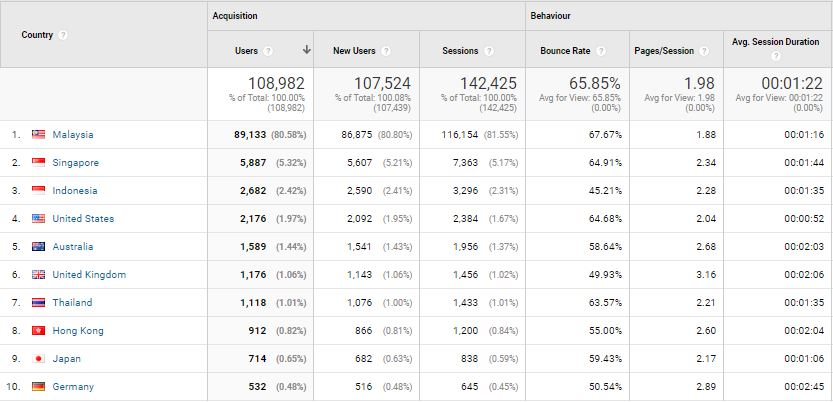 Acquisition Behaviour
Country ?
Users ? New Users ? Sessions ? Bounce Rate ? Pages/Session ? Avg. Session Duration ?
108,982 107,524 142,425 65.85% 1.98 00:01:22
% of Total: 100.00% % of Total: 100.08% % of Total: 100.00% Avg for View: 65.85% Avg for View: 1.98 Avg for View: 00:01:22
(108,982) (107,439) (142,425) (0.00%) (0.00%) (0.00%)
1. Malaysia 89,133 (80.58%) 86,875 (80.80%) 116,154 (81.55%) 67.67% 1.88 00:01:16
2. Singapore 5,887 (5.32%) 5,607 (5.21%) 7,363 (5.17%) 64.91% 2.34 00:01:44
3. Indonesia 2,682 (2.42%) 2,590 (2.41%) 3,296 (2.31%) 45.21% 2.28 00:01:35
4. United States 2,176 (1.97%) 2,092 (1.95%) 2,384 (1.67%) 64.68% 2.04 00:00:52
5. Australia 1,589 (1.44%) 1,541 (1.43%) 1,956 (1.37%) 58.64% 2.68 00:02:03
6. United Kingdom 1,176 (1.06%) 1,143 (1.06%) 1,456 (1.02%) 49.93% 3.16 00:02:06
7. Thailand 1,118 (1.01%) 1,076 (1.00%) 1,433 (1.01%) 63.57% 2.21 00:01:35
8. Hong Kong 912 (0.82%) 866 (0.81%) 1,200 (0.84%) 55.00% 2.60 00:02:04
9. Japan 714 (0.65%) 682 (0.63%) 838 (0.59%) 59.43% 2.17 00:01:06
10. Germany 532 (0.48%) 516 (0.48%) 645 (0.45%) 50.54% 2.89 00:02:45